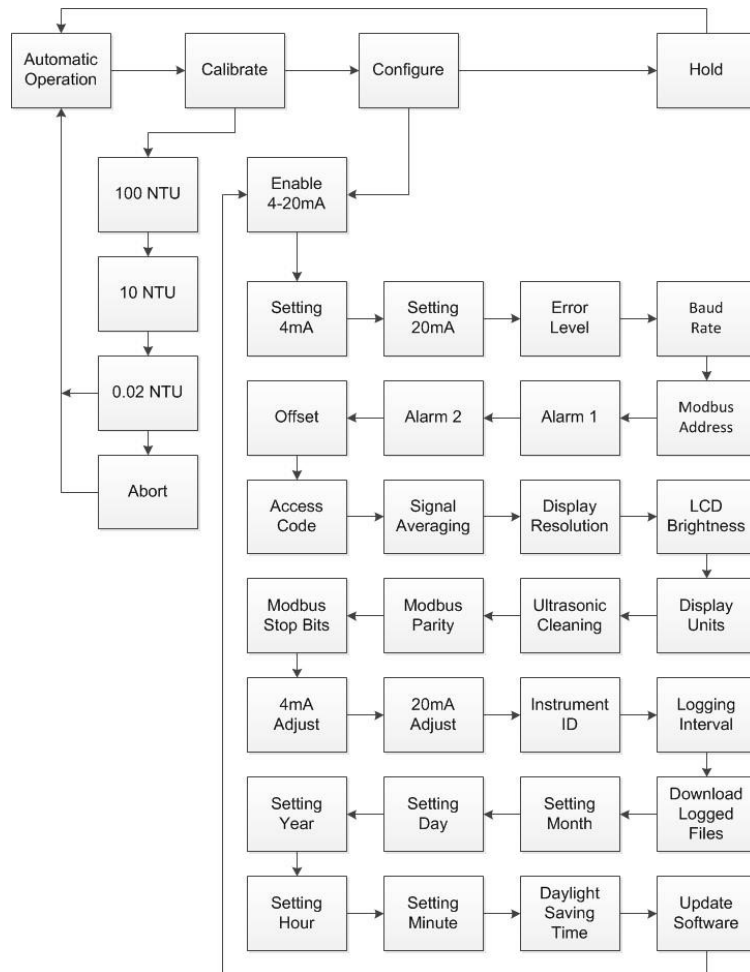 Automatic
Operation
Calibrate
Configure
Hold
100 NTU
Enable
4-20mA
10 NTU
Setting
4mA
Setting
20mA
Error
Level
Baud
Rate
0.02 NTU
Offset
Alarm 2
Alarm 1
Modbus
Address
Abort
Access
Code
Signal
Averaging
Display
Resolution
LCD
Brightness
Modbus
Stop Bits
Modbus
Parity
Ultrasonic
Cleaning
Display
Units
4mA
Adjust
20mA
Adjust
Instrument
ID
Logging
Interval
Setting
Year
Setting
Day
Setting
Month
Download
Logged
Files
Setting
Hour
Setting
Minute
Daylight
Saving
Time
Update
Software